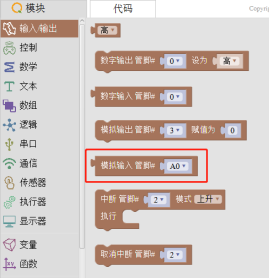 模块
代码
Copyrig
输入/输出
控制
数学
文本
数组
逻辑
串口
通信
传感器
执行器
显示器
变量
函数
高
数字输出 管脚# 0 设为 高
数字输入 管脚# 0
模拟输出 管脚# 3 赋值为 0
模拟输入 管脚# A0
中断 管脚# 2 模式 上升
执行
取消中断 管脚# 2